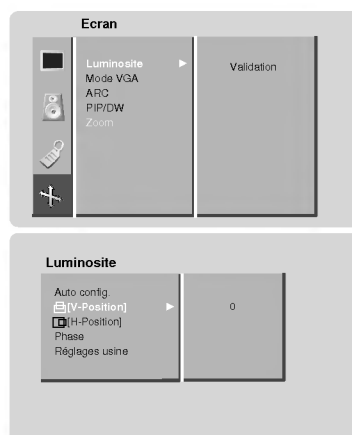 Ecran
Luminosite
Validation
Mode VGA
ARC
PIP/DW
Zoom
Luminosite
Auto config.
[V-Position]
0
[H-Position]
Phase
Réglages usine